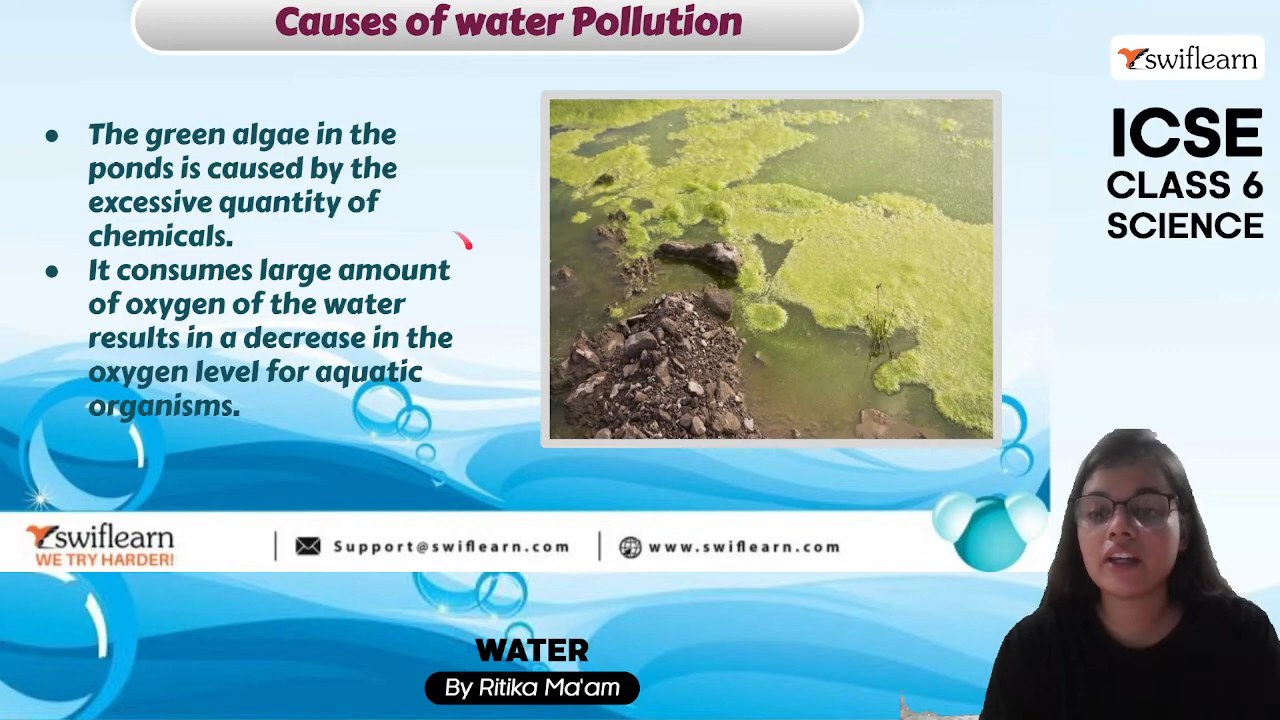 Causes of water Pollution
swiflearn
ICSE
CLASS 6
SCIENCE
● The green algae in the
ponds is caused by the
excessive quantity of
chemicals.
● It consumes large amount
of oxygen of the water
results in a decrease in the
oxygen level for aquatic
organisms.
swiflearn
WE TRY HARDER!
Support@swiflearn.com
www.swiflearn.com
WATER
By Ritika Ma'am